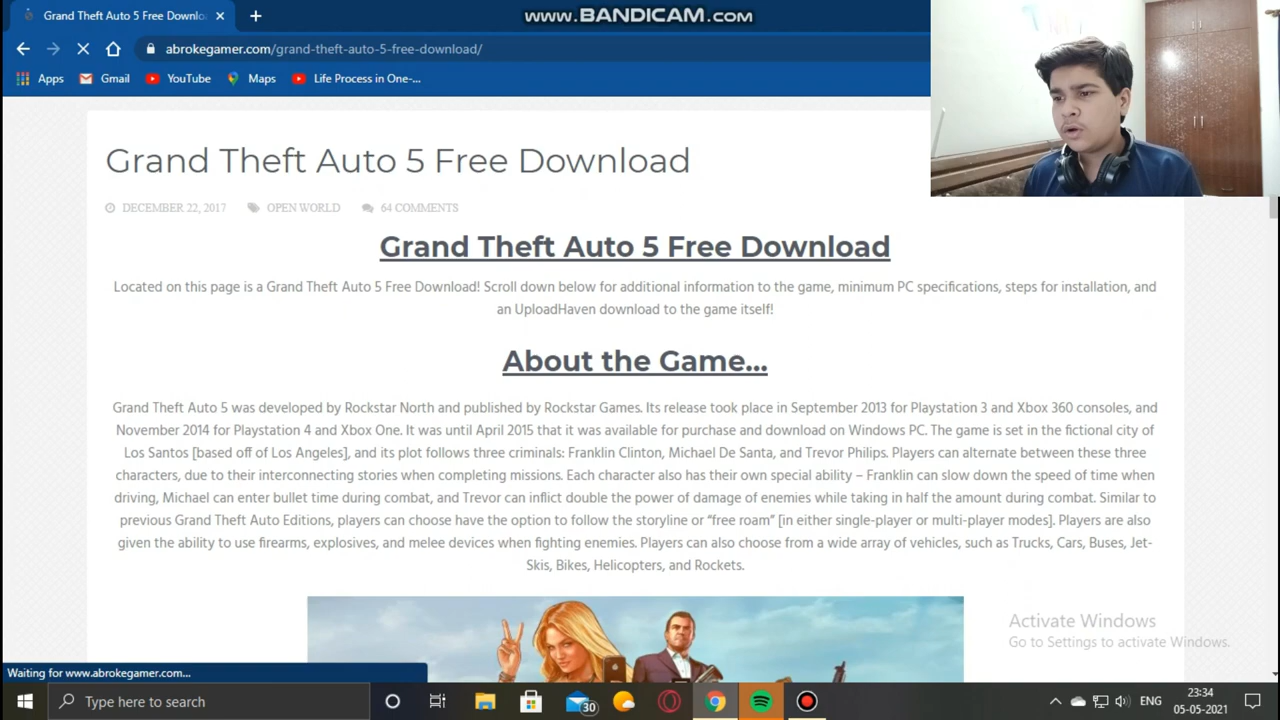 Grand Theft Auto 5 Free Downlo
www.BANDICAM.com
abrokegamer.com/grand-theft-auto-5-free-download/
Apps Gmail YouTube Maps Life Process in One-...
Grand Theft Auto 5 Free Download
DECEMBER 22, 2017 OPEN WORLD 64 COMMENTS
Grand Theft Auto 5 Free Download
Located on this page is a Grand Theft Auto 5 Free Download! Scroll down below for additional information to the game, minimum PC specifications, steps for installation, and
an UploadHaven download to the game itself!
About the Game...
Grand Theft Auto 5 was developed by Rockstar North and published by Rockstar Games. Its release took place in September 2013 for Playstation 3 and Xbox 360 consoles, and
November 2014 for Playstation 4 and Xbox One. It was until April 2015 that it was available for purchase and download on Windows PC. The game is set in the fictional city of
Los Santos [based off of Los Angeles], and its plot follows three criminals: Franklin Clinton, Michael De Santa, and Trevor Philips. Players can alternate between these three
characters, due to their interconnecting stories when completing missions. Each character also has their own special ability – Franklin can slow down the speed of time when
driving, Michael can enter bullet time during combat, and Trevor can inflict double the power of damage of enemies while taking in half the amount during combat. Similar to
previous Grand Theft Auto Editions, players can choose have the option to follow the storyline or “free roam” [in either single-player or multi-player modes]. Players are also
given the ability to use firearms, explosives, and melee devices when fighting enemies. Players can also choose from a wide array of vehicles, such as Trucks, Cars, Buses, Jet-
Skis, Bikes, Helicopters, and Rockets.
Activate Windows
Go to Settings to activate Windows.
Waiting for www.abrokegamer.com...
Type here to search
30
ENG
23:34
05-05-2021